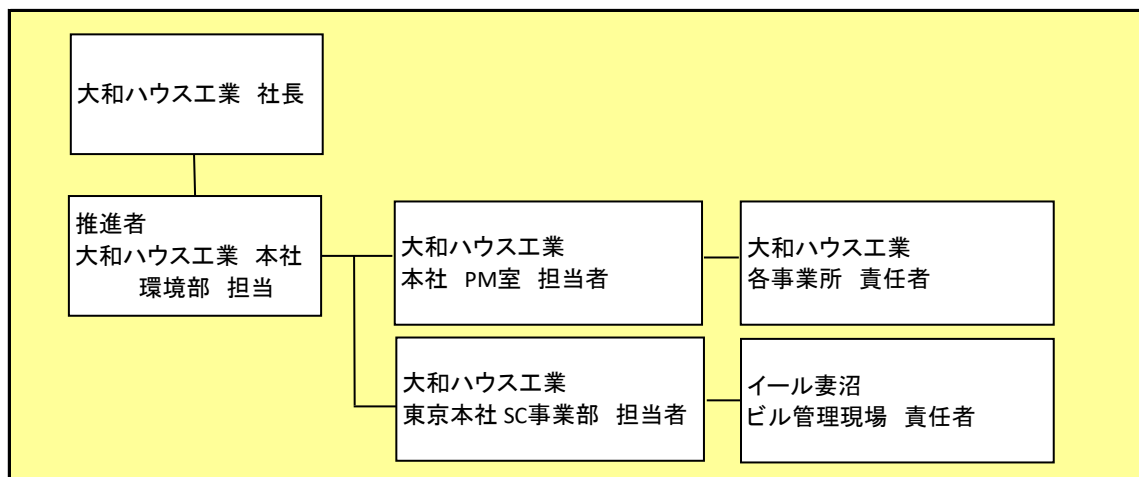 大和ハウス工業　社長
推進者
大和ハウス工業　本社
環境部　担当
大和ハウス工業
本社　PM室　担当者
大和ハウス工業
各事業所　責任者
大和ハウス工業
東京本社 SC事業部　担当者
イール妻沼
ビル管理現場　責任者